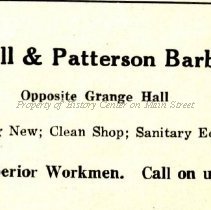 ll & Patterson Barb
Opposite Grange Hall
Property of History Center on Main Street
r New; Clean Shop; Sanitary Eq
perior Workmen. Call on u